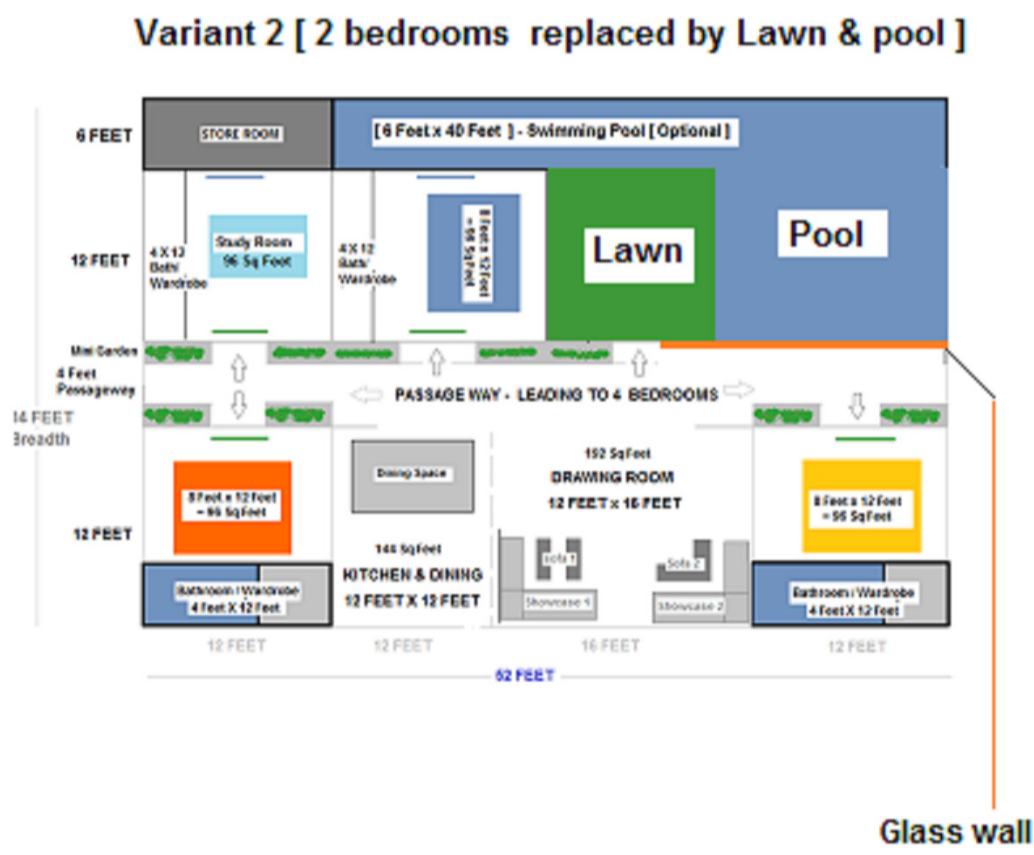 Variant 2 [ 2 bedrooms replaced by Lawn & pool ]
6 FEET
STORE ROOM
[ 6 Feet x 40 Feet ] - Swimming Pool [ Optional ]
12 FEET
4 X 12
Bath/
Wardrobe
Study Room
96 Sq Feet
4 X 12
Bath/
Wardrobe
8 Feet x 12 Feet
= 96 Sq Feet
Lawn
Pool
Mini Garden
4 Feet
Passageway
PASSAGE WAY - LEADING TO 4 BEDROOMS
14 FEET
Breadth
12 FEET
8 Feet x 12 Feet
= 96 Sq Feet
Dining Space
192 Sq Feet
DRAWING ROOM
12 FEET x 16 FEET
8 Feet x 12 Feet
= 96 Sq Feet
144 Sq Feet
KITCHEN & DINING
12 FEET X 12 FEET
Sofa 1
Sofa 2
Showcase 1
Showcase 2
Bathroom / Wardrobe
4 Feet X 12 Feet
Bathroom / Wardrobe
4 Feet X 12 Feet
12 FEET
12 FEET
16 FEET
12 FEET
52 FEET
Glass wall